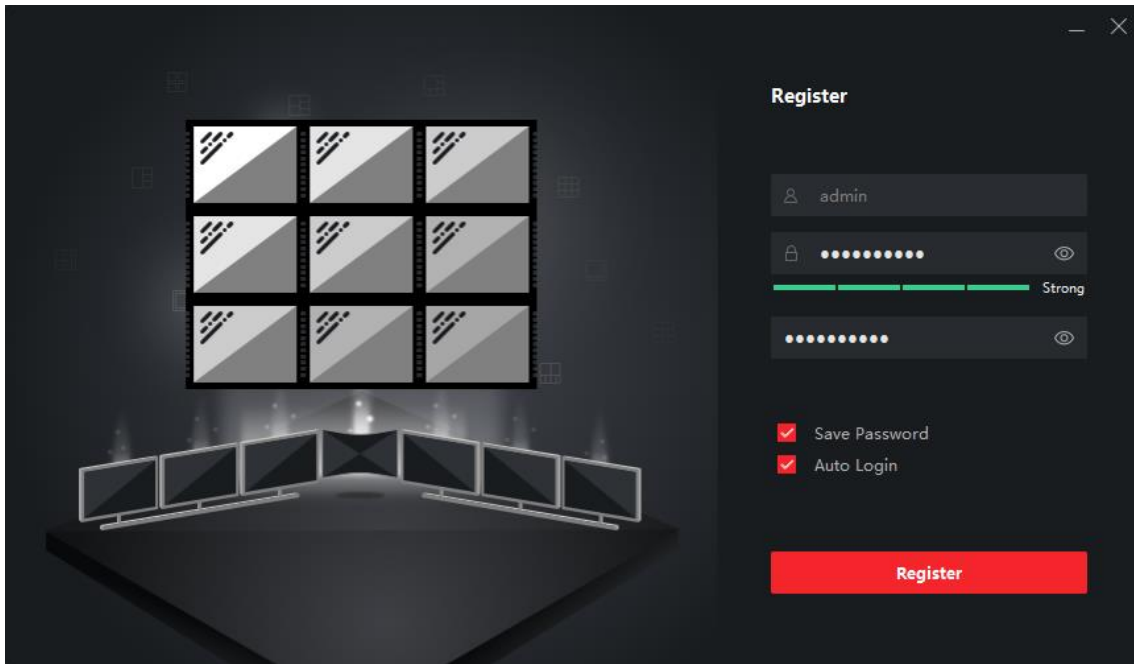 Register
admin
••••••••••
Strong
••••••••••
Save Password
Auto Login
Register